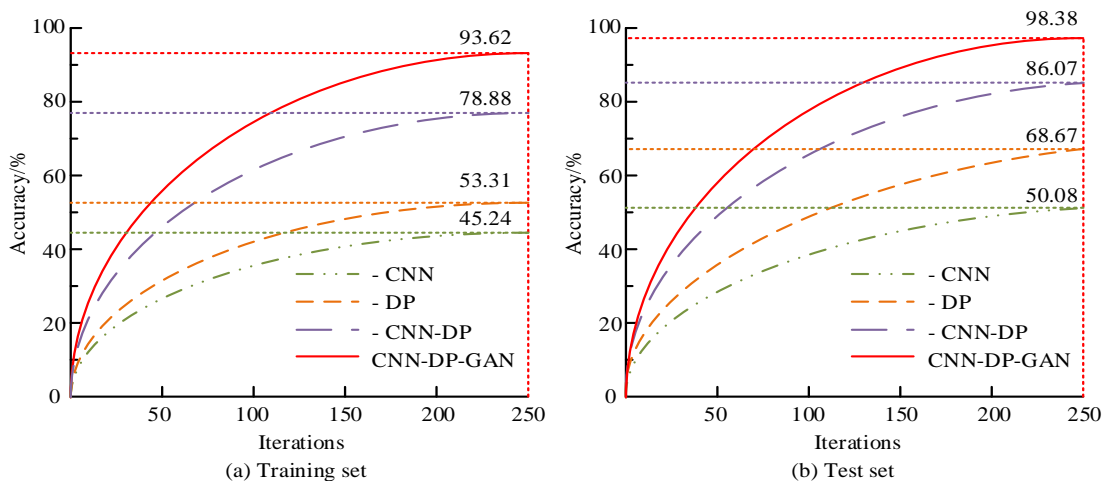 100
80
60
40
20
0
Accuracy/%
93.62
78.88
53.31
45.24
- CNN
- DP
- CNN-DP
CNN-DP-GAN
50
100
150
200
250
Iterations
(a) Training set
100
80
60
40
20
0
Accuracy/%
98.38
86.07
68.67
50.08
- CNN
- DP
- CNN-DP
CNN-DP-GAN
50
100
150
200
250
Iterations
(b) Test set